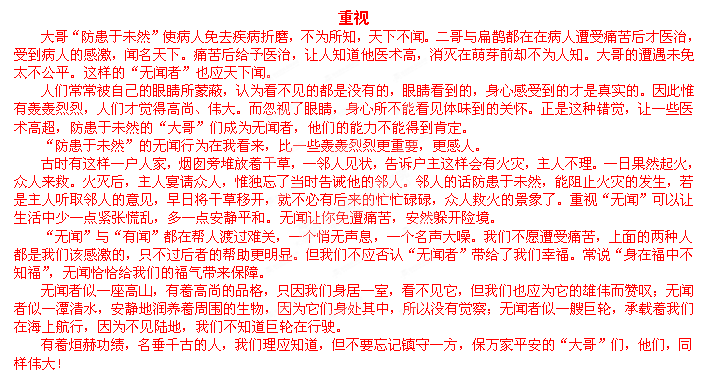 重视
大哥“防患于未然”使病人免去疾病折磨，不为所知，天下不闻。二哥与扁鹊都在在病人遭受痛苦后才医治，
受到病人的感激，闻名天下。痛苦后给予医治，让人知道他医术高，消灭在萌芽前却不为人知。大哥的遭遇未免
太不公平。这样的“无闻者”也应天下闻。
人们常常被自己的眼睛所蒙蔽，认为看不见的都是没有的，眼睛看到的，身心感受到的才是真实的。因此惟
有轰轰烈烈，人们才觉得高尚、伟大。而忽视了眼睛，身心所不能看见体味到的关怀。正是这种错觉，让一些医
术高超，防患于未然的“大哥”们成为无闻者，他们的能力不能得到肯定。
“防患于未然”的无闻行为在我看来，比一些轰轰烈烈更重要，更感人。
古时有这样一户人家，烟囱旁堆放着干草，一邻人见状，告诉户主这样会有火灾，主人不理。一日果然起火，
众人来救。火灭后，主人宴请众人，惟独忘了当时告诫他的邻人。邻人的话防患于未然，能阻止火灾的发生，若
是主人听取邻人的意见，早日将干草移开，就不必有后来的忙忙碌碌，众人救火的景象了。重视“无闻”可以让
生活中少一点紧张慌乱，多一点安静平和。无闻让你免遭痛苦，安然躲开险境。
“无闻”与“有闻”都在帮人渡过难关，一个悄无声息，一个名声大噪。我们不愿遭受痛苦，上面的两种人
都是我们该感激的，只不过后者的帮助更明显。但我们不应否认“无闻者”带给了我们幸福。常说“身在福中不
知福”，无闻恰恰给我们的福气带来保障。
无闻者似一座高山，有着高尚的品格，只因我们身居一室，看不见它，但我们也应为它的雄伟而赞叹；无闻
者似一潭清水，安静地润养着周围的生物，因为它们身处其中，所以没有觉察；无闻者似一艘巨轮，承载着我们
在海上航行，因为不见陆地，我们不知道巨轮在行驶。
有着烜赫功绩，名垂千古的人，我们理应知道，但不要忘记镇守一方，保万家平安的“大哥”们，他们，同
样伟大！